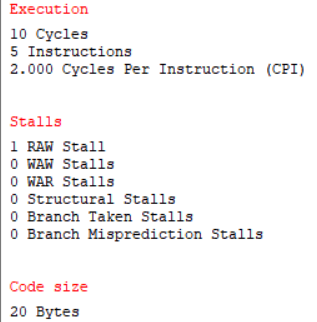 Execution
10 Cycles
5 Instructions
2.000 Cycles Per Instruction (CPI)
Stalls
1 RAW Stall
0 WAW Stalls
0 WAR Stalls
0 Structural Stalls
0 Branch Taken Stalls
0 Branch Misprediction Stalls
Code size
20 Bytes